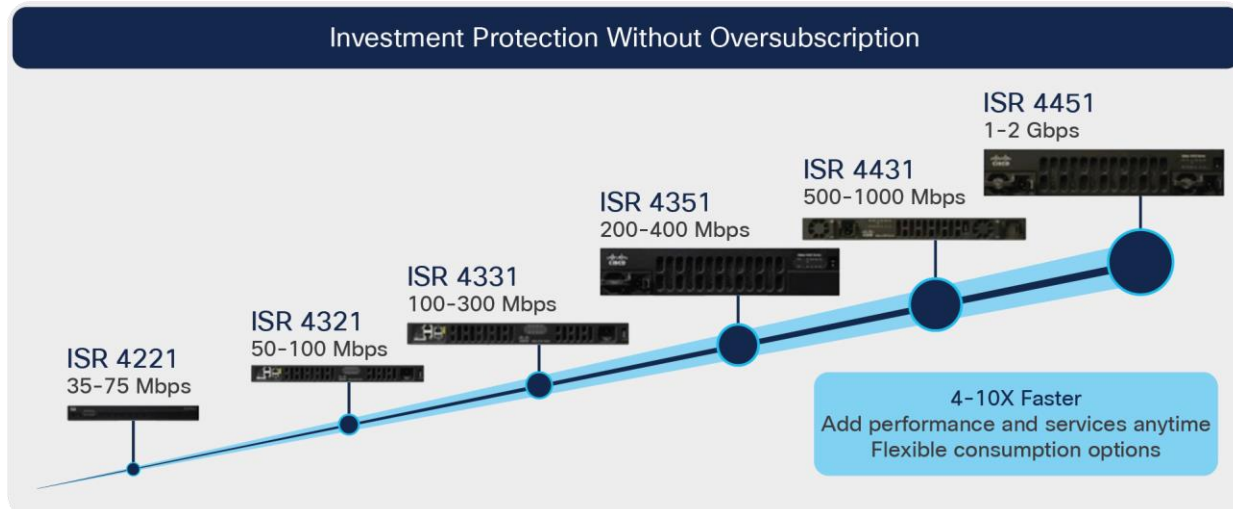 Investment Protection Without Oversubscription
ISR 4451
1-2 Gbps
ISR 4431
500-1000 Mbps
ISR 4351
200-400 Mbps
ISR 4331
100-300 Mbps
ISR 4321
50-100 Mbps
ISR 4221
35-75 Mbps
CISCO
CISCO
4-10X Faster
Add performance and services anytime
Flexible consumption options